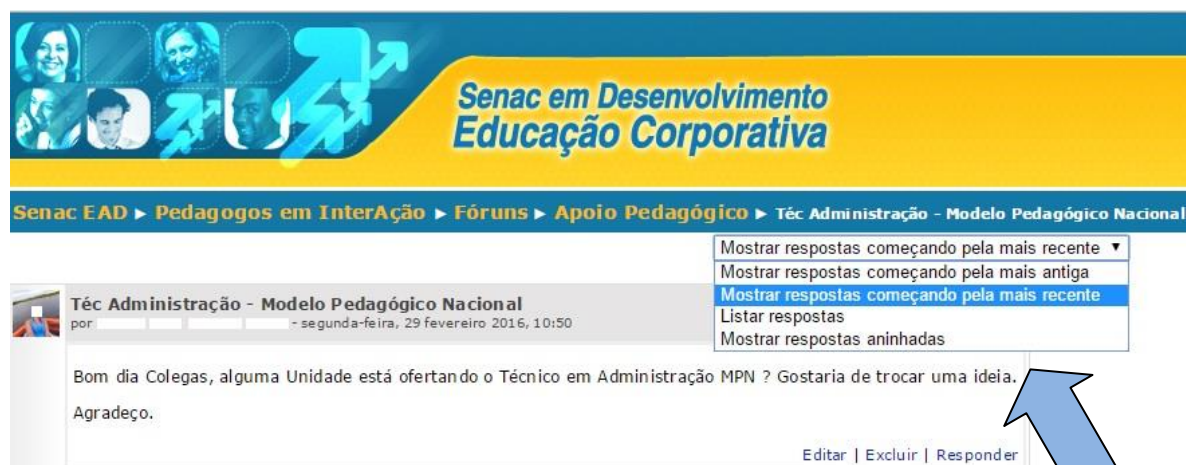 Senac em Desenvolvimento
Educação Corporativa
Senac EAD ► Pedagogos em InterAção ► Fóruns ► Apoio Pedagógico ► Téc Administração - Modelo Pedagógico Nacional
Mostrar respostas começando pela mais recente ▼
Mostrar respostas começando pela mais antiga
Mostrar respostas começando pela mais recente
Listar respostas
Mostrar respostas aninhadas
Téc Administração - Modelo Pedagógico Nacional
por - segunda-feira, 29 fevereiro 2016, 10:50
Bom dia Colegas, alguma Unidade está ofertando o Técnico em Administração MPN ? Gostaria de trocar uma ideia.
Agradeço.
Editar | Excluir | Responder